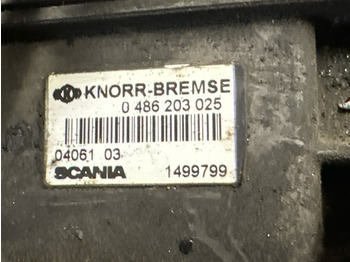 KNORR-BREMSE
0 486 203 025
04061 03
SCANIA 1499799